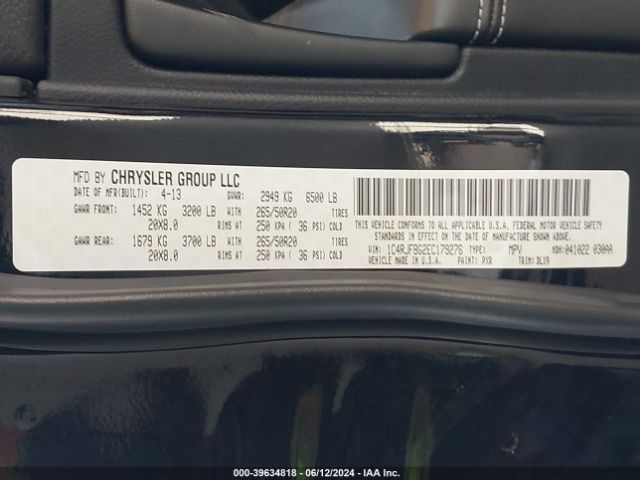 MFD BY CHRYSLER GROUP LLC
DATE OF MFR(BUILT): 4-13 GVWR: 2949 KG 6500 LB
GAWR FRONT: 1452 KG 3200 LB WITH 265/50R20 TIRES
20X8.0 RIMS AT 250 KPA ( 36 PSI) COLD
GAWR REAR: 1679 KG 3700 LB WITH 265/50R20 TIRES
20X8.0 RIMS AT 250 KPA ( 36 PSI) COLD
THIS VEHICLE CONFORMS TO ALL APPLICABLE U.S.A. FEDERAL MOTOR VEHICLE SAFETY
STANDARDS IN EFFECT ON THE DATE OF MANUFACTURE SHOWN ABOVE.
VIN: 1C4RJFBG2EC179276 TYPE: MPV MDH:041022 030AA
VEHICLE MADE IN U.S.A. PAINT: PXR TRIM: DLX9
000-39634818 - 06/12/2024 - IAA Inc.